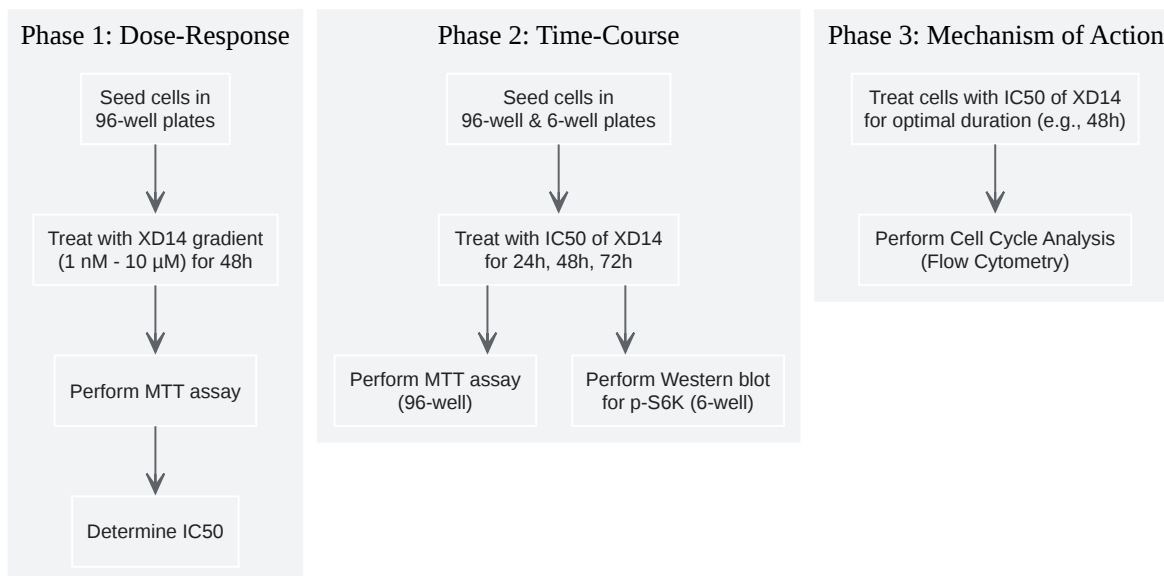 Phase 1: Dose-Response
Seed cells in
96-well plates
Treat with XD14 gradient
(1 nM - 10 µM) for 48h
Perform MTT assay
Determine IC50
Phase 2: Time-Course
Seed cells in
96-well & 6-well plates
Treat with IC50 of XD14
for 24h, 48h, 72h
Perform MTT assay
(96-well)
Perform Western blot
for p-S6K (6-well)
Phase 3: Mechanism of Action
Treat cells with IC50 of XD14
for optimal duration (e.g., 48h)
Perform Cell Cycle Analysis
(Flow Cytometry)